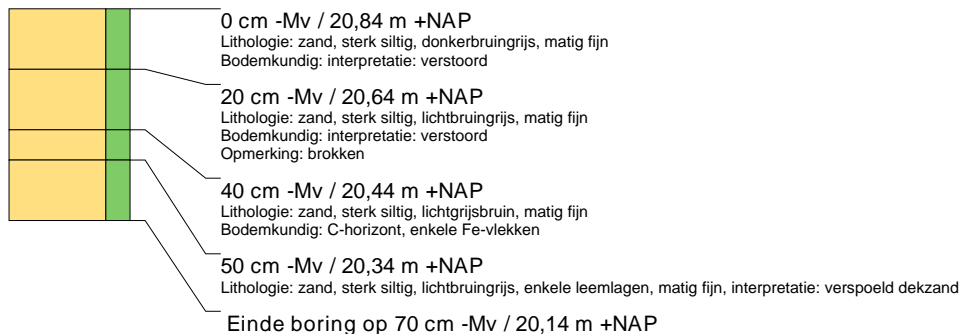 0 cm -Mv / 20,84 m +NAP
Lithologie: zand, sterk siltig, donkerbruingrijs, matig fijn
Bodemkundig: interpretatie: verstoord
20 cm -Mv / 20,64 m +NAP
Lithologie: zand, sterk siltig, lichtbruingrijs, matig fijn
Bodemkundig: interpretatie: verstoord
Opmerking: brokken
40 cm -Mv / 20,44 m +NAP
Lithologie: zand, sterk siltig, lichtgrijsbruin, matig fijn
Bodemkundig: C-horizont, enkele Fe-vlekken
50 cm -Mv / 20,34 m +NAP
Lithologie: zand, sterk siltig, lichtbruingrijs, enkele leemlagen, matig fijn, interpretatie: verspoeld dekzand
Einde boring op 70 cm -Mv / 20,14 m +NAP